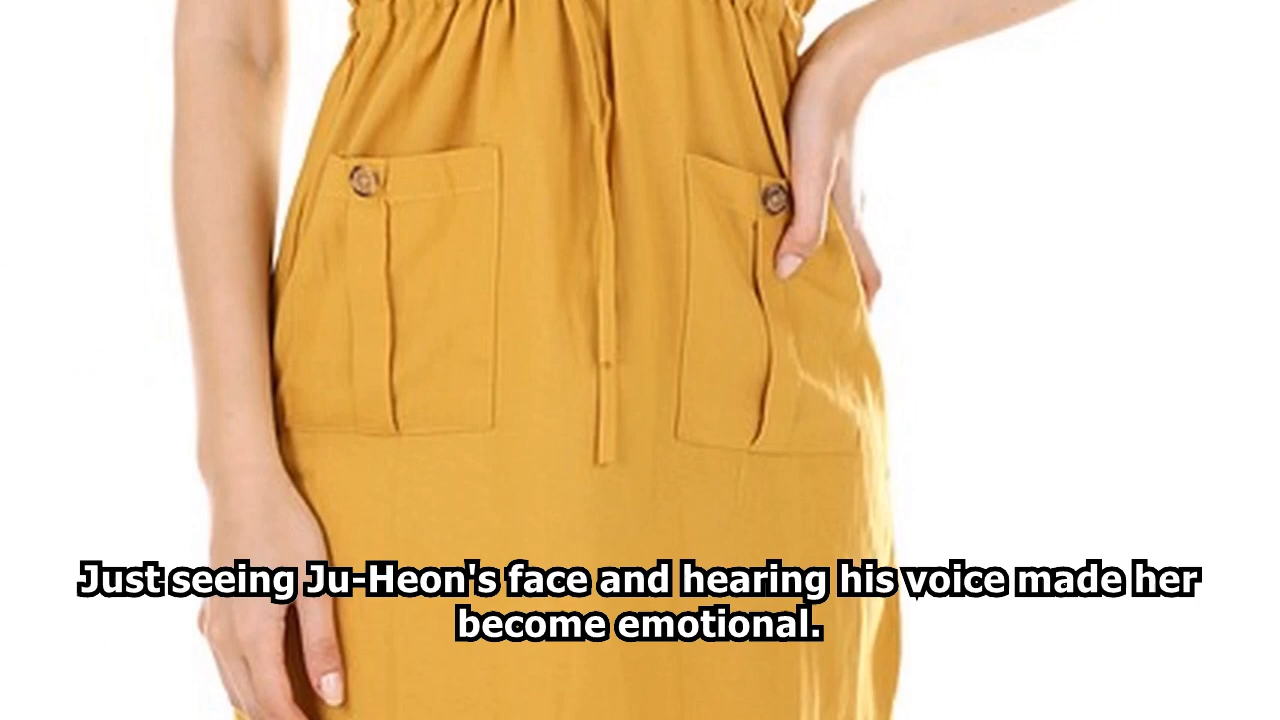 Just seeing Ju-Heon's face and hearing his voice made her
become emotional.